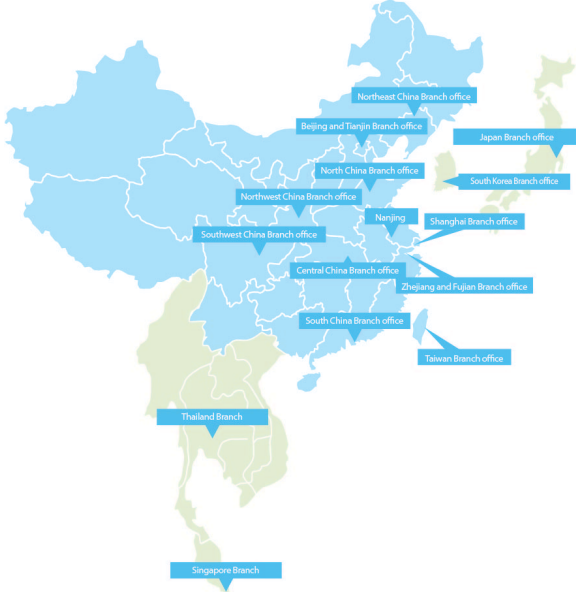 Northeast China Branch office
Beijing and Tianjin Branch office
Japan Branch office
North China Branch office
South Korea Branch office
Northwest China Branch office
Nanjing
Shanghai Branch office
Southwest China Branch office
Central China Branch office
Zhejiang and Fujian Branch office
South China Branch office
Taiwan Branch office
Thailand Branch
Singapore Branch